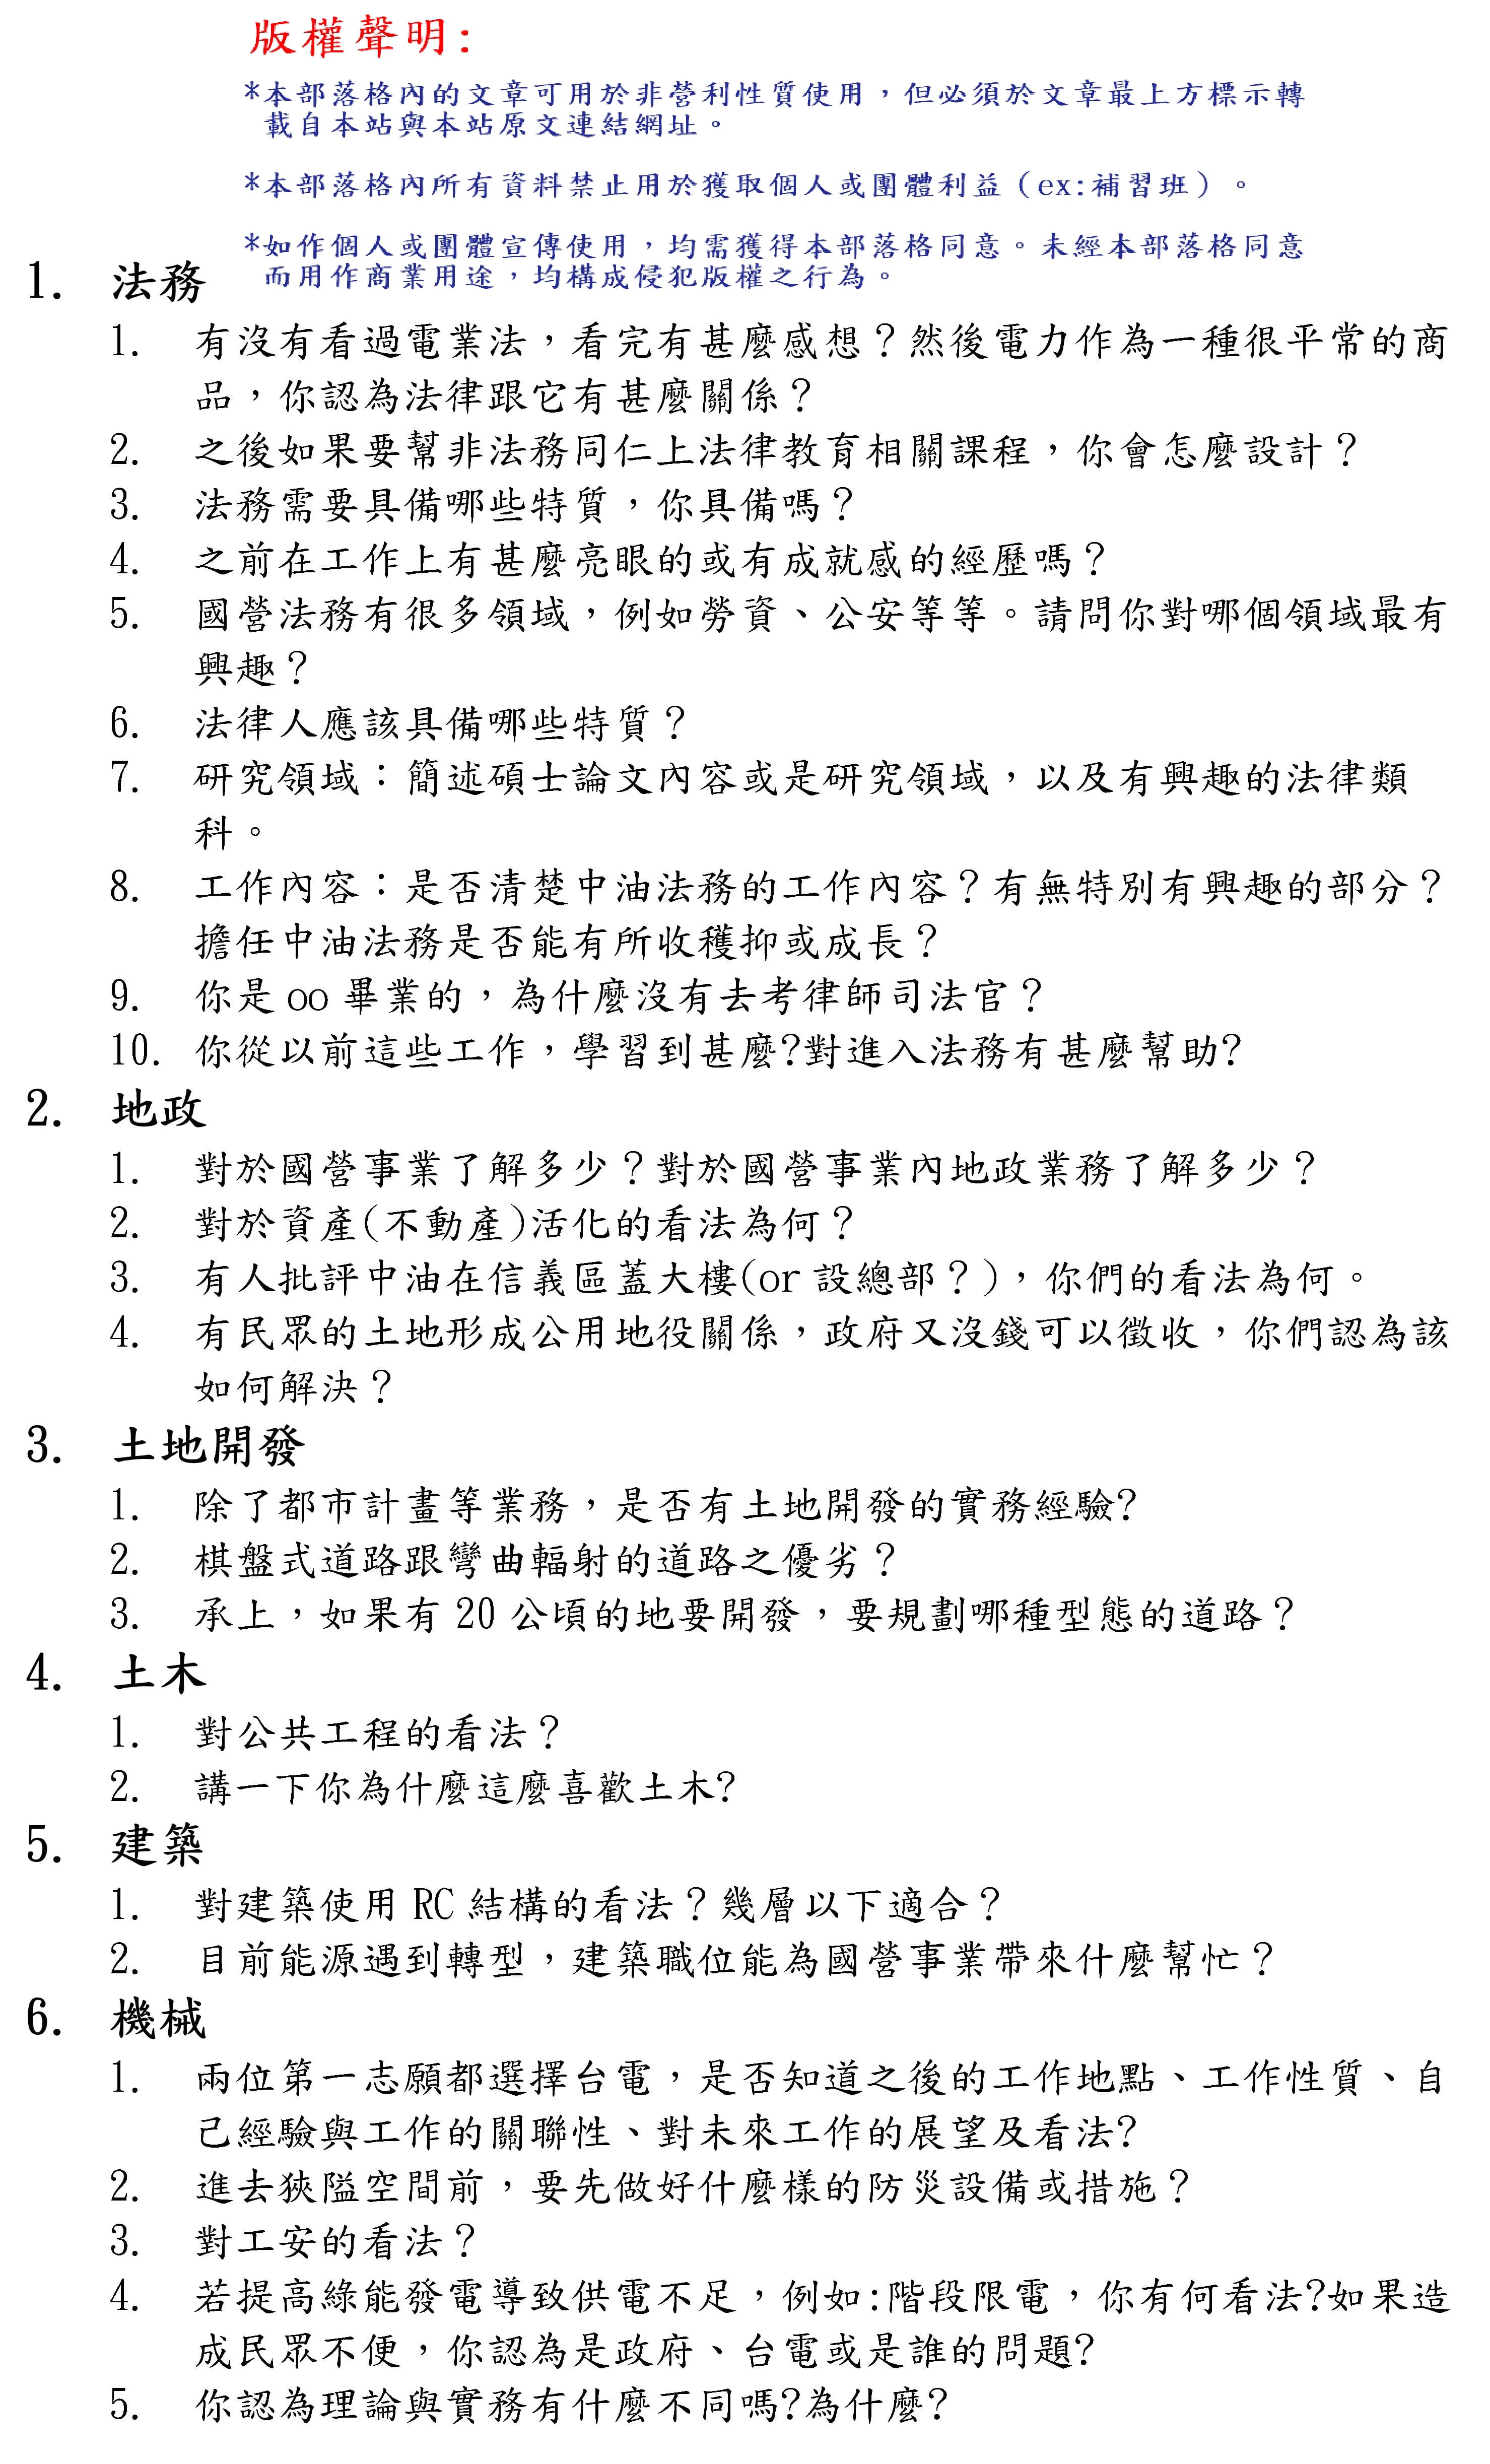 版權聲明:
*本部落格內的文章可用於非營利性質使用，但必須於文章最上方標示轉
載自本站與本站原文連結網址。
*本部落格內所有資料禁止用於獲取個人或團體利益（ex:補習班）。
*如作個人或團體宣傳使用，均需獲得本部落格同意。未經本部落格同意
而用作商業用途，均構成侵犯版權之行為。
1. 法務
1. 有沒有看過電業法，看完有甚麼感想？然後電力作為一種很平常的商
品，你認為法律跟它有甚麼關係？
2. 之後如果要幫非法務同仁上法律教育相關課程，你會怎麼設計？
3. 法務需要具備哪些特質，你具備嗎？
4. 之前在工作上有甚麼亮眼的或有成就感的經歷嗎？
5. 國營法務有很多領域，例如勞資、公安等等。請問你對哪個領域最有
興趣？
6. 法律人應該具備哪些特質？
7. 研究領域：簡述碩士論文內容或是研究領域，以及有興趣的法律類
科。
8. 工作內容：是否清楚中油法務的工作內容？有無特別有興趣的部分？
擔任中油法務是否能有所收穫抑或成長？
9. 你是 oo 畢業的，為什麼沒有去考律師司法官？
10. 你從以前這些工作，學習到甚麼?對進入法務有甚麼幫助?
2. 地政
1. 對於國營事業了解多少？對於國營事業內地政業務了解多少？
2. 對於資產(不動產)活化的看法為何？
3. 有人批評中油在信義區蓋大樓(or 設總部？)，你們的看法為何。
4. 有民眾的土地形成公用地役關係，政府又沒錢可以徵收，你們認為該
如何解決？
3. 土地開發
1. 除了都市計畫等業務，是否有土地開發的實務經驗?
2. 棋盤式道路跟彎曲輻射的道路之優劣？
3. 承上，如果有 20 公頃的地要開發，要規劃哪種型態的道路？
4. 土木
1. 對公共工程的看法？
2. 講一下你為什麼這麼喜歡土木?
5. 建築
1. 對建築使用 RC 結構的看法？幾層以下適合？
2. 目前能源遇到轉型，建築職位能為國營事業帶來什麼幫忙？
6. 機械
1. 兩位第一志願都選擇台電，是否知道之後的工作地點、工作性質、自
己經驗與工作的關聯性、對未來工作的展望及看法?
2. 進去狹隘空間前，要先做好什麼樣的防災設備或措施？
3. 對工安的看法？
4. 若提高綠能發電導致供電不足，例如:階段限電，你有何看法?如果造
成民眾不便，你認為是政府、台電或是誰的問題?
5. 你認為理論與實務有什麼不同嗎?為什麼?